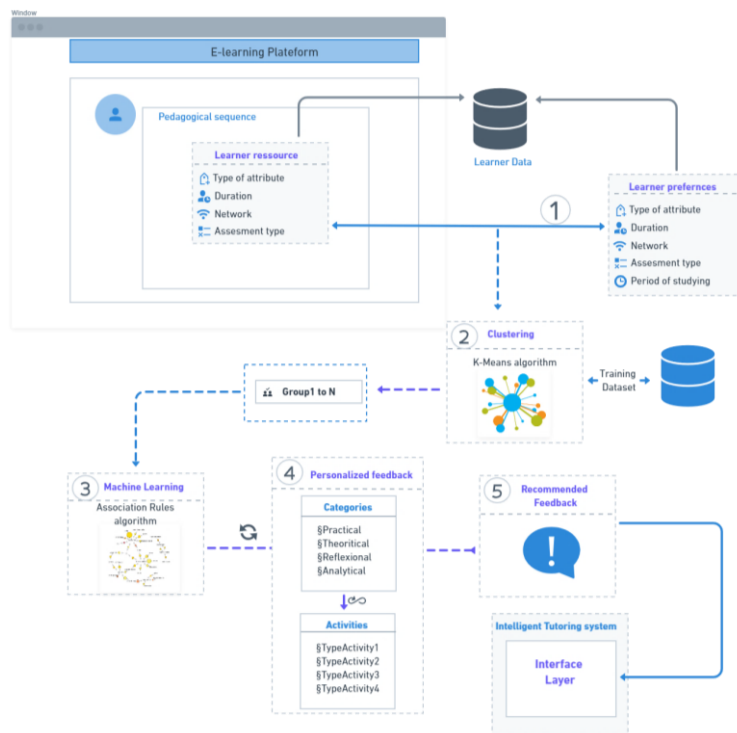 Window
E-learning Plateform
Pedagogical sequence
Learner ressource
Type of attribute
Duration
Network
Assesment type
Learner Data
1
Learner prefernces
Type of attribute
Duration
Network
Assesment type
Period of studying
2
Clustering
K-Means algorithm
Training
Dataset
Group1 to N
3
Machine Learning
Association Rules
algorithm
4
Personalized feedback
Categories
§Practical
§Theoritical
§Reflexional
§Analytical
Activities
§TypeActivity1
§TypeActivity2
§TypeActivity3
§TypeActivity4
5
Recommended
Feedback
Intelligent Tutoring system
Interface
Layer